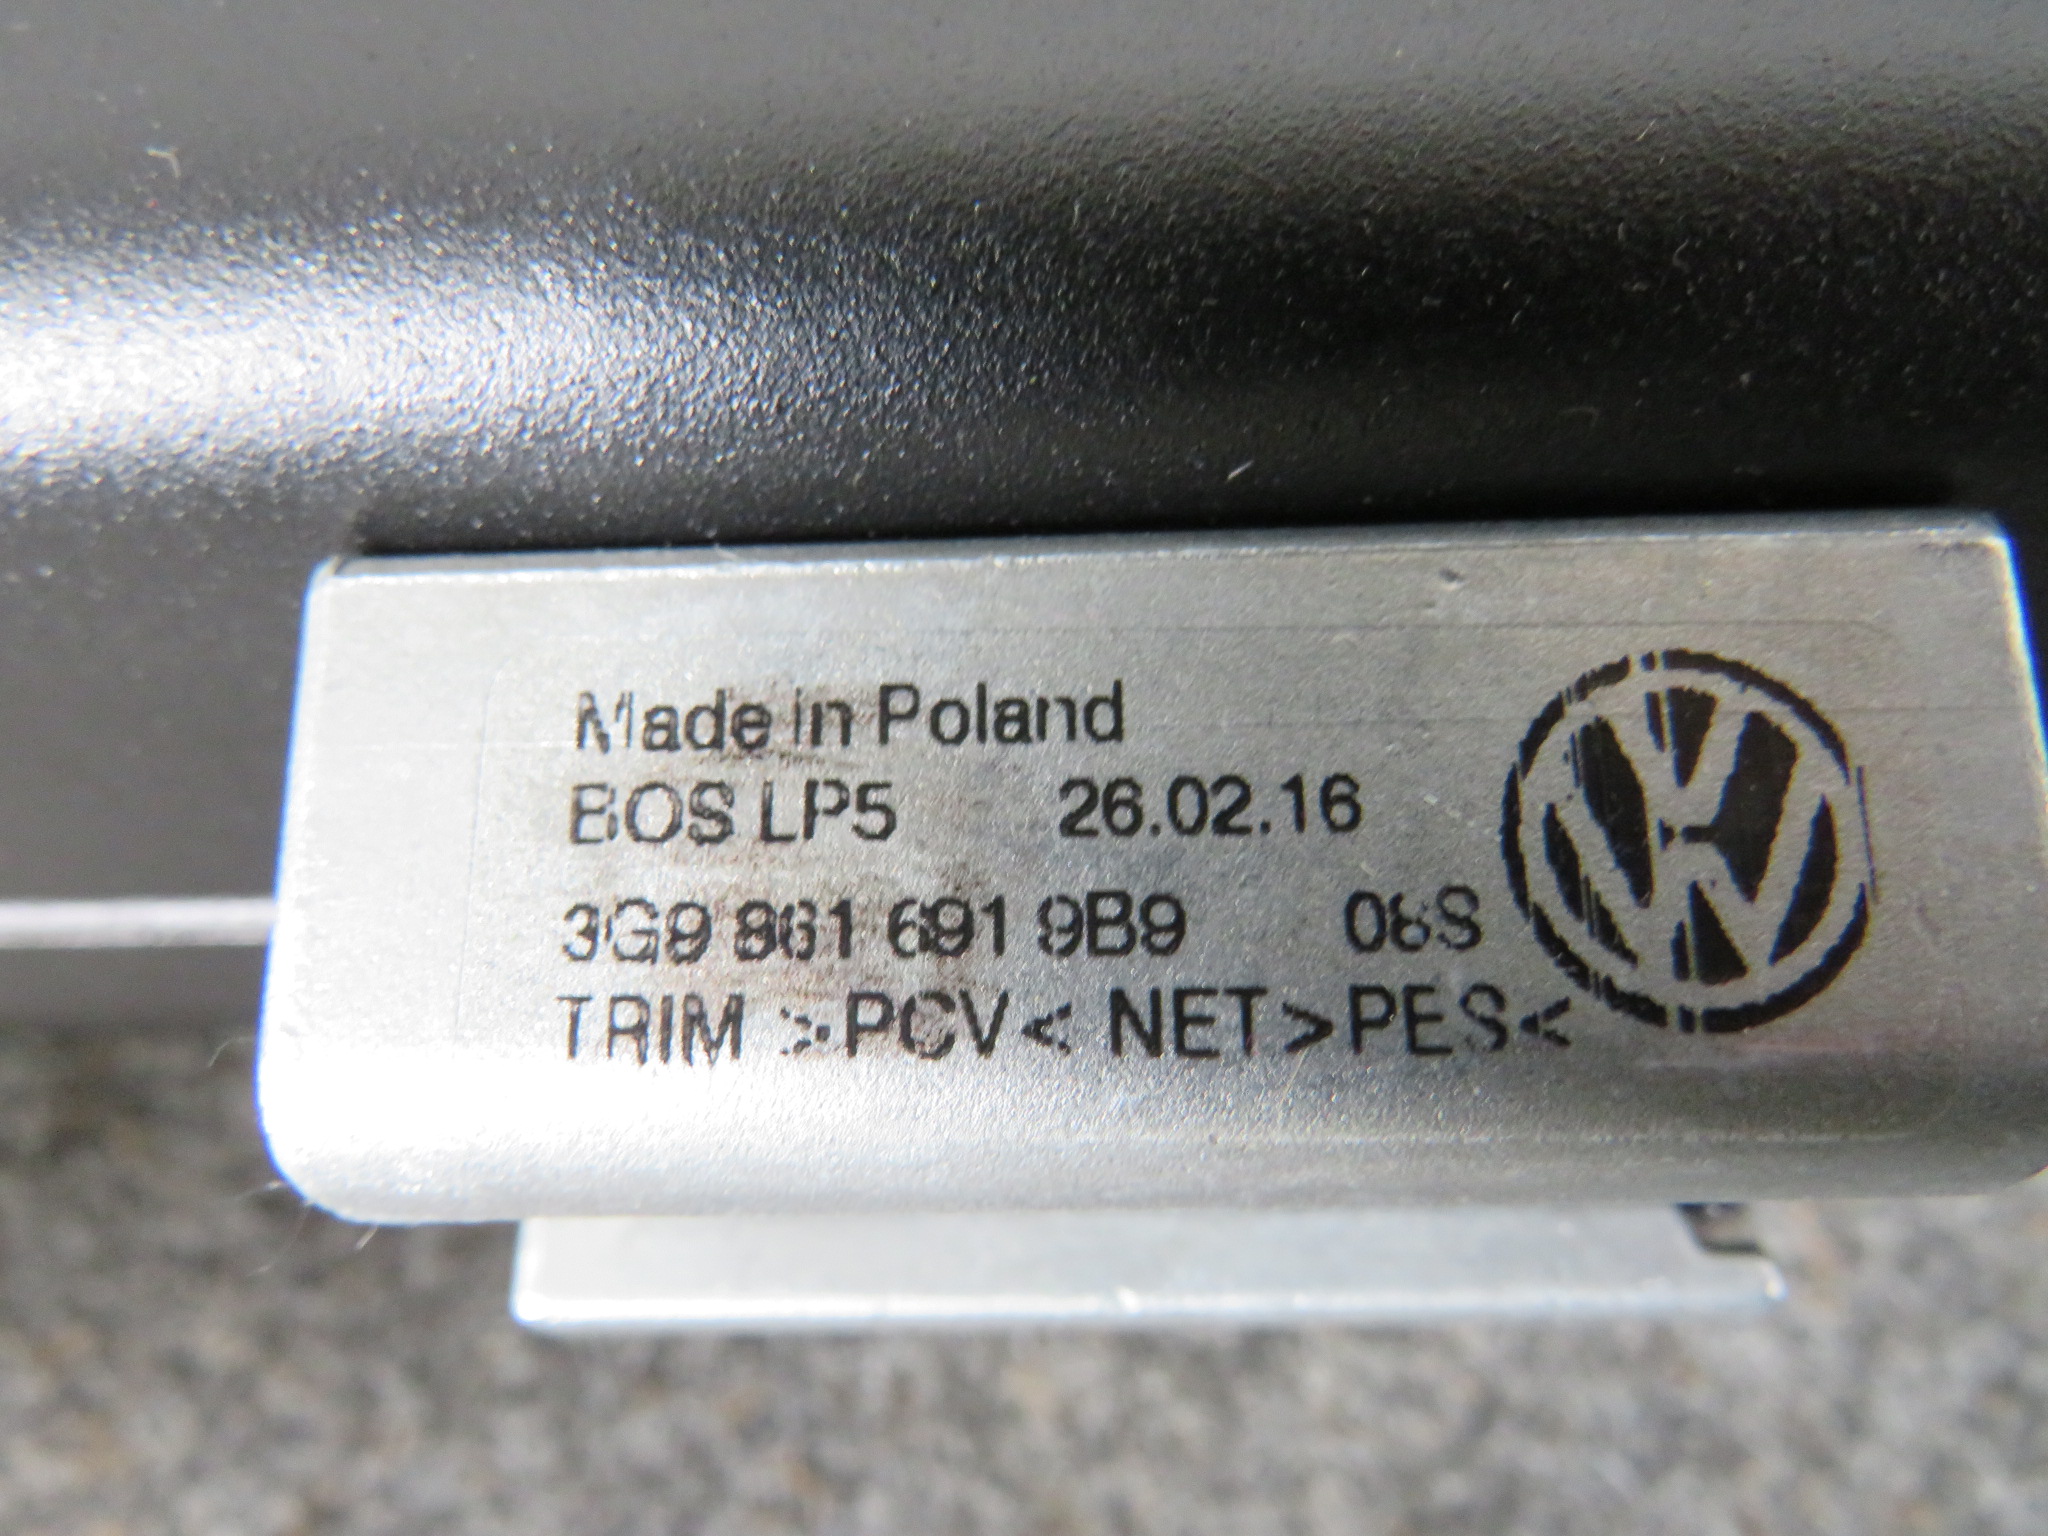 Made in Poland
BOS LP5 26.02.16
3G9 861 691 9B9 08S
TRIM >PCV< NET>PES<